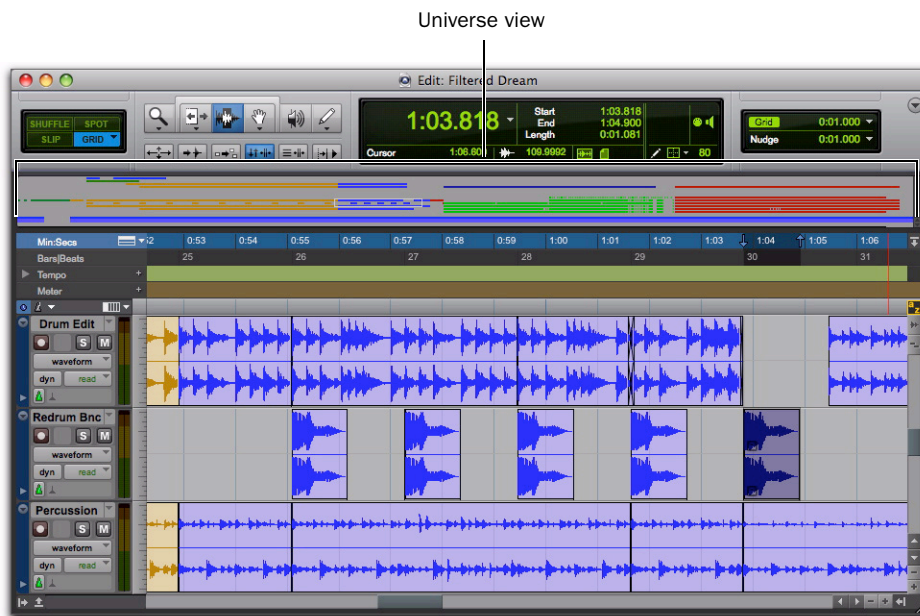 Universe view
Edit: Filtered Dream
SHUFFLE SPOT
SLIP GRID
1:03.818
Start 1:03.818
End 1:04.900
Length 0:01.081
Cursor 109.9992 80
Grid 0:01.000
Nudge 0:01.000
Min:Secs 0:53 0:54 0:55 0:56 0:57 0:58 0:59 1:00 1:01 1:02 1:03 1:04 1:05 1:06
Bars|Beats 25 26 27 28 29 30 31
Tempo +
Meter +
a
z
Drum Edit
S M
waveform
dyn read
Redrum Bnc
S M
waveform
dyn read
Percussion
S M
waveform
dyn read